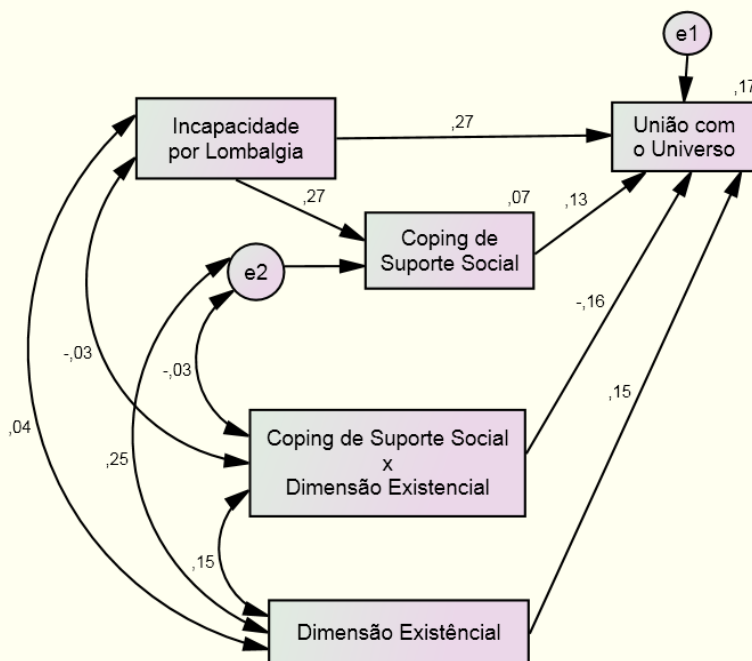 e1
,17
Incapacidade
por Lombalgia
,27
União com
o Universo
,27
,07
,13
Coping de
Suporte Social
e2
-,16
-,03
-,03
,15
,04
,25
Coping de Suporte Social
x
Dimensão Existencial
,15
Dimensão Existêncial